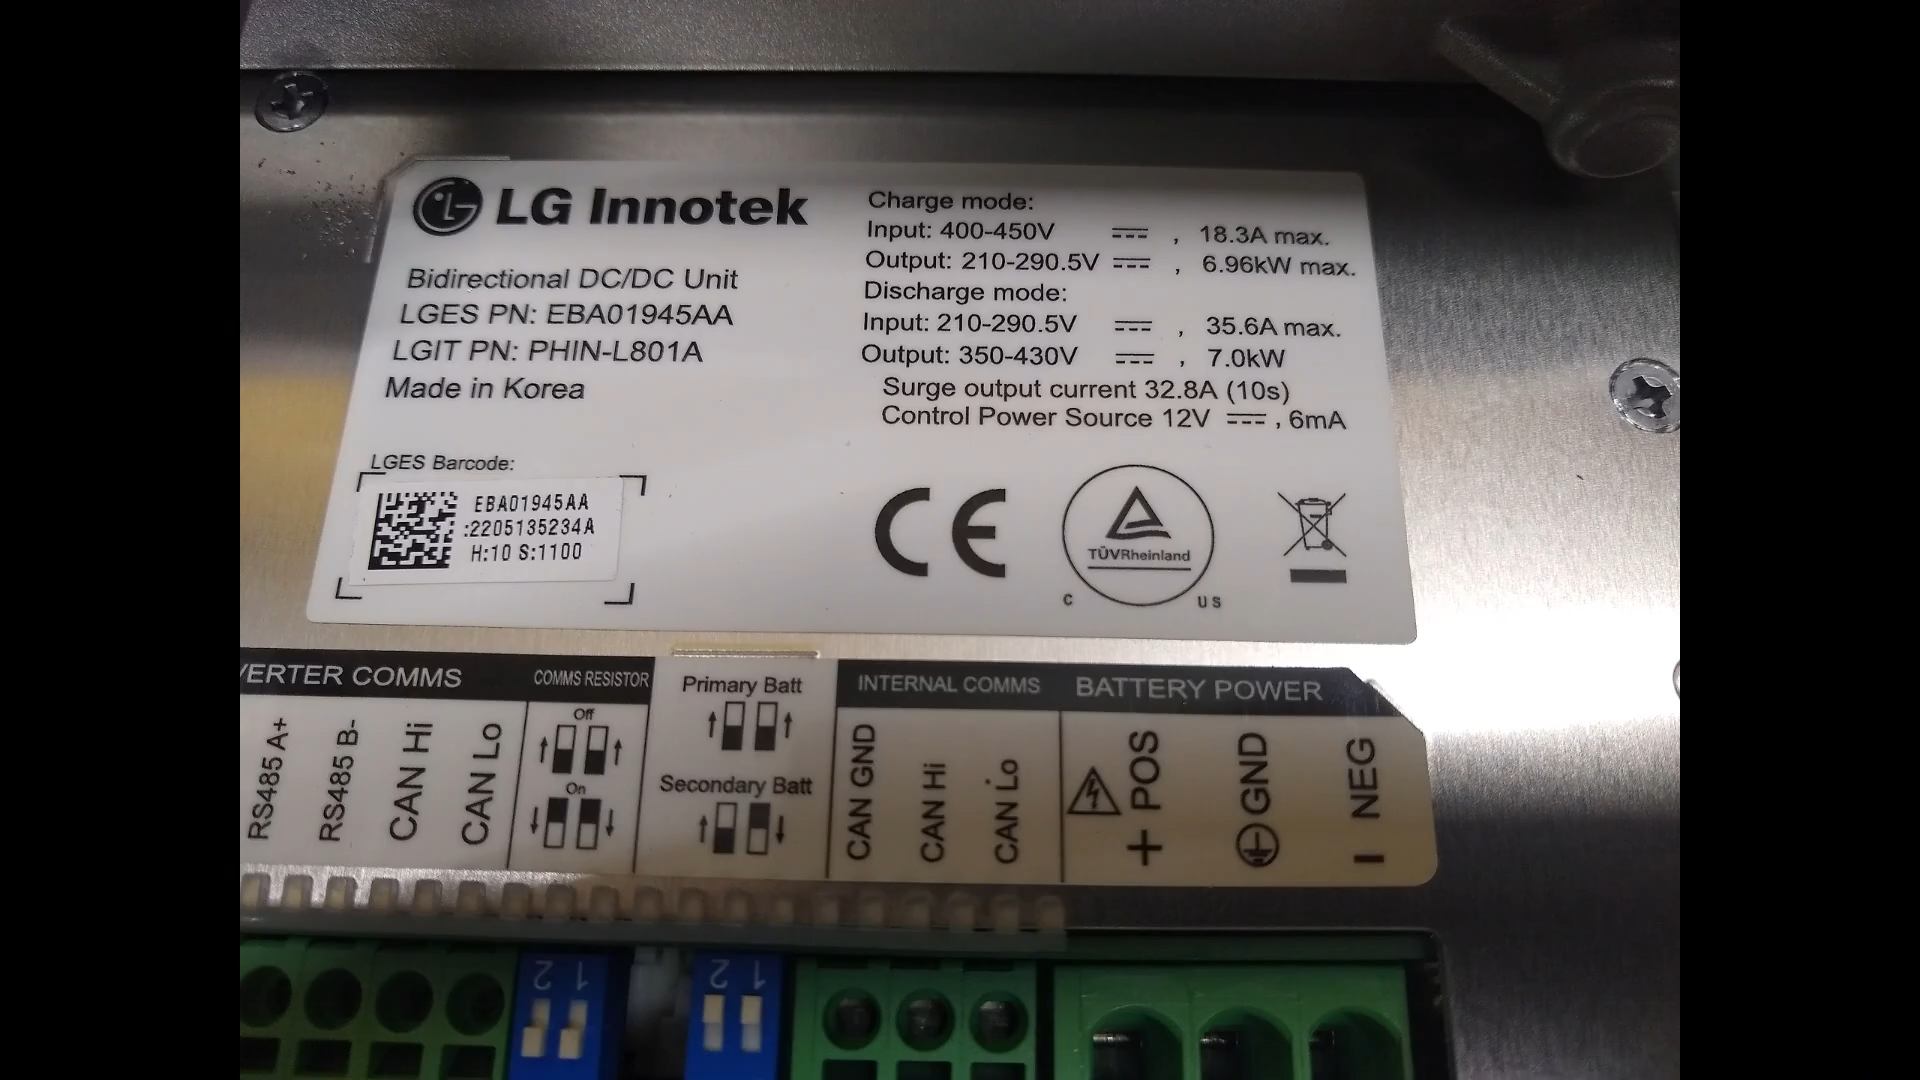 LG Innotek
Bidirectional DC/DC Unit
LGES PN: EBA01945AA
LGIT PN: PHIN-L801A
Made in Korea
Charge mode:
Input: 400-450V ⎓ , 18.3A max.
Output: 210-290.5V ⎓ , 6.96kW max.
Discharge mode:
Input: 210-290.5V ⎓ , 35.6A max.
Output: 350-430V ⎓ , 7.0kW
Surge output current 32.8A (10s)
Control Power Source 12V ⎓ , 6mA
LGES Barcode:
EBA01945AA
:2205135234A
H:10 S:1100
CE
TÜVRheinland
C US
VERTER COMMS
RS485 A+
RS485 B-
CAN Hi
CAN Lo
COMMS RESISTOR
Off
On
Primary Batt
Secondary Batt
INTERNAL COMMS
CAN GND
CAN Hi
CAN Lo
BATTERY POWER
+ POS
GND
- NEG
2 1
2 1